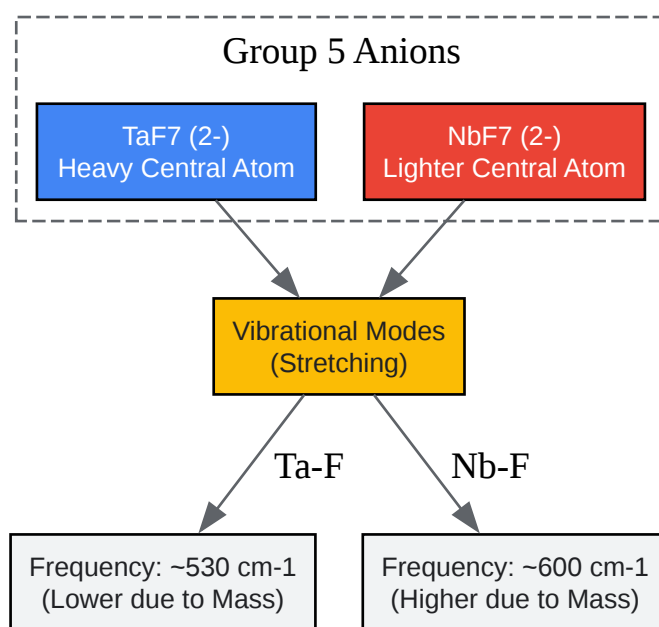 Group 5 Anions
TaF7 (2-)
Heavy Central Atom
NbF7 (2-)
Lighter Central Atom
Vibrational Modes
(Stretching)
Ta-F
Nb-F
Frequency: ~530 cm-1
(Lower due to Mass)
Frequency: ~600 cm-1
(Higher due to Mass)